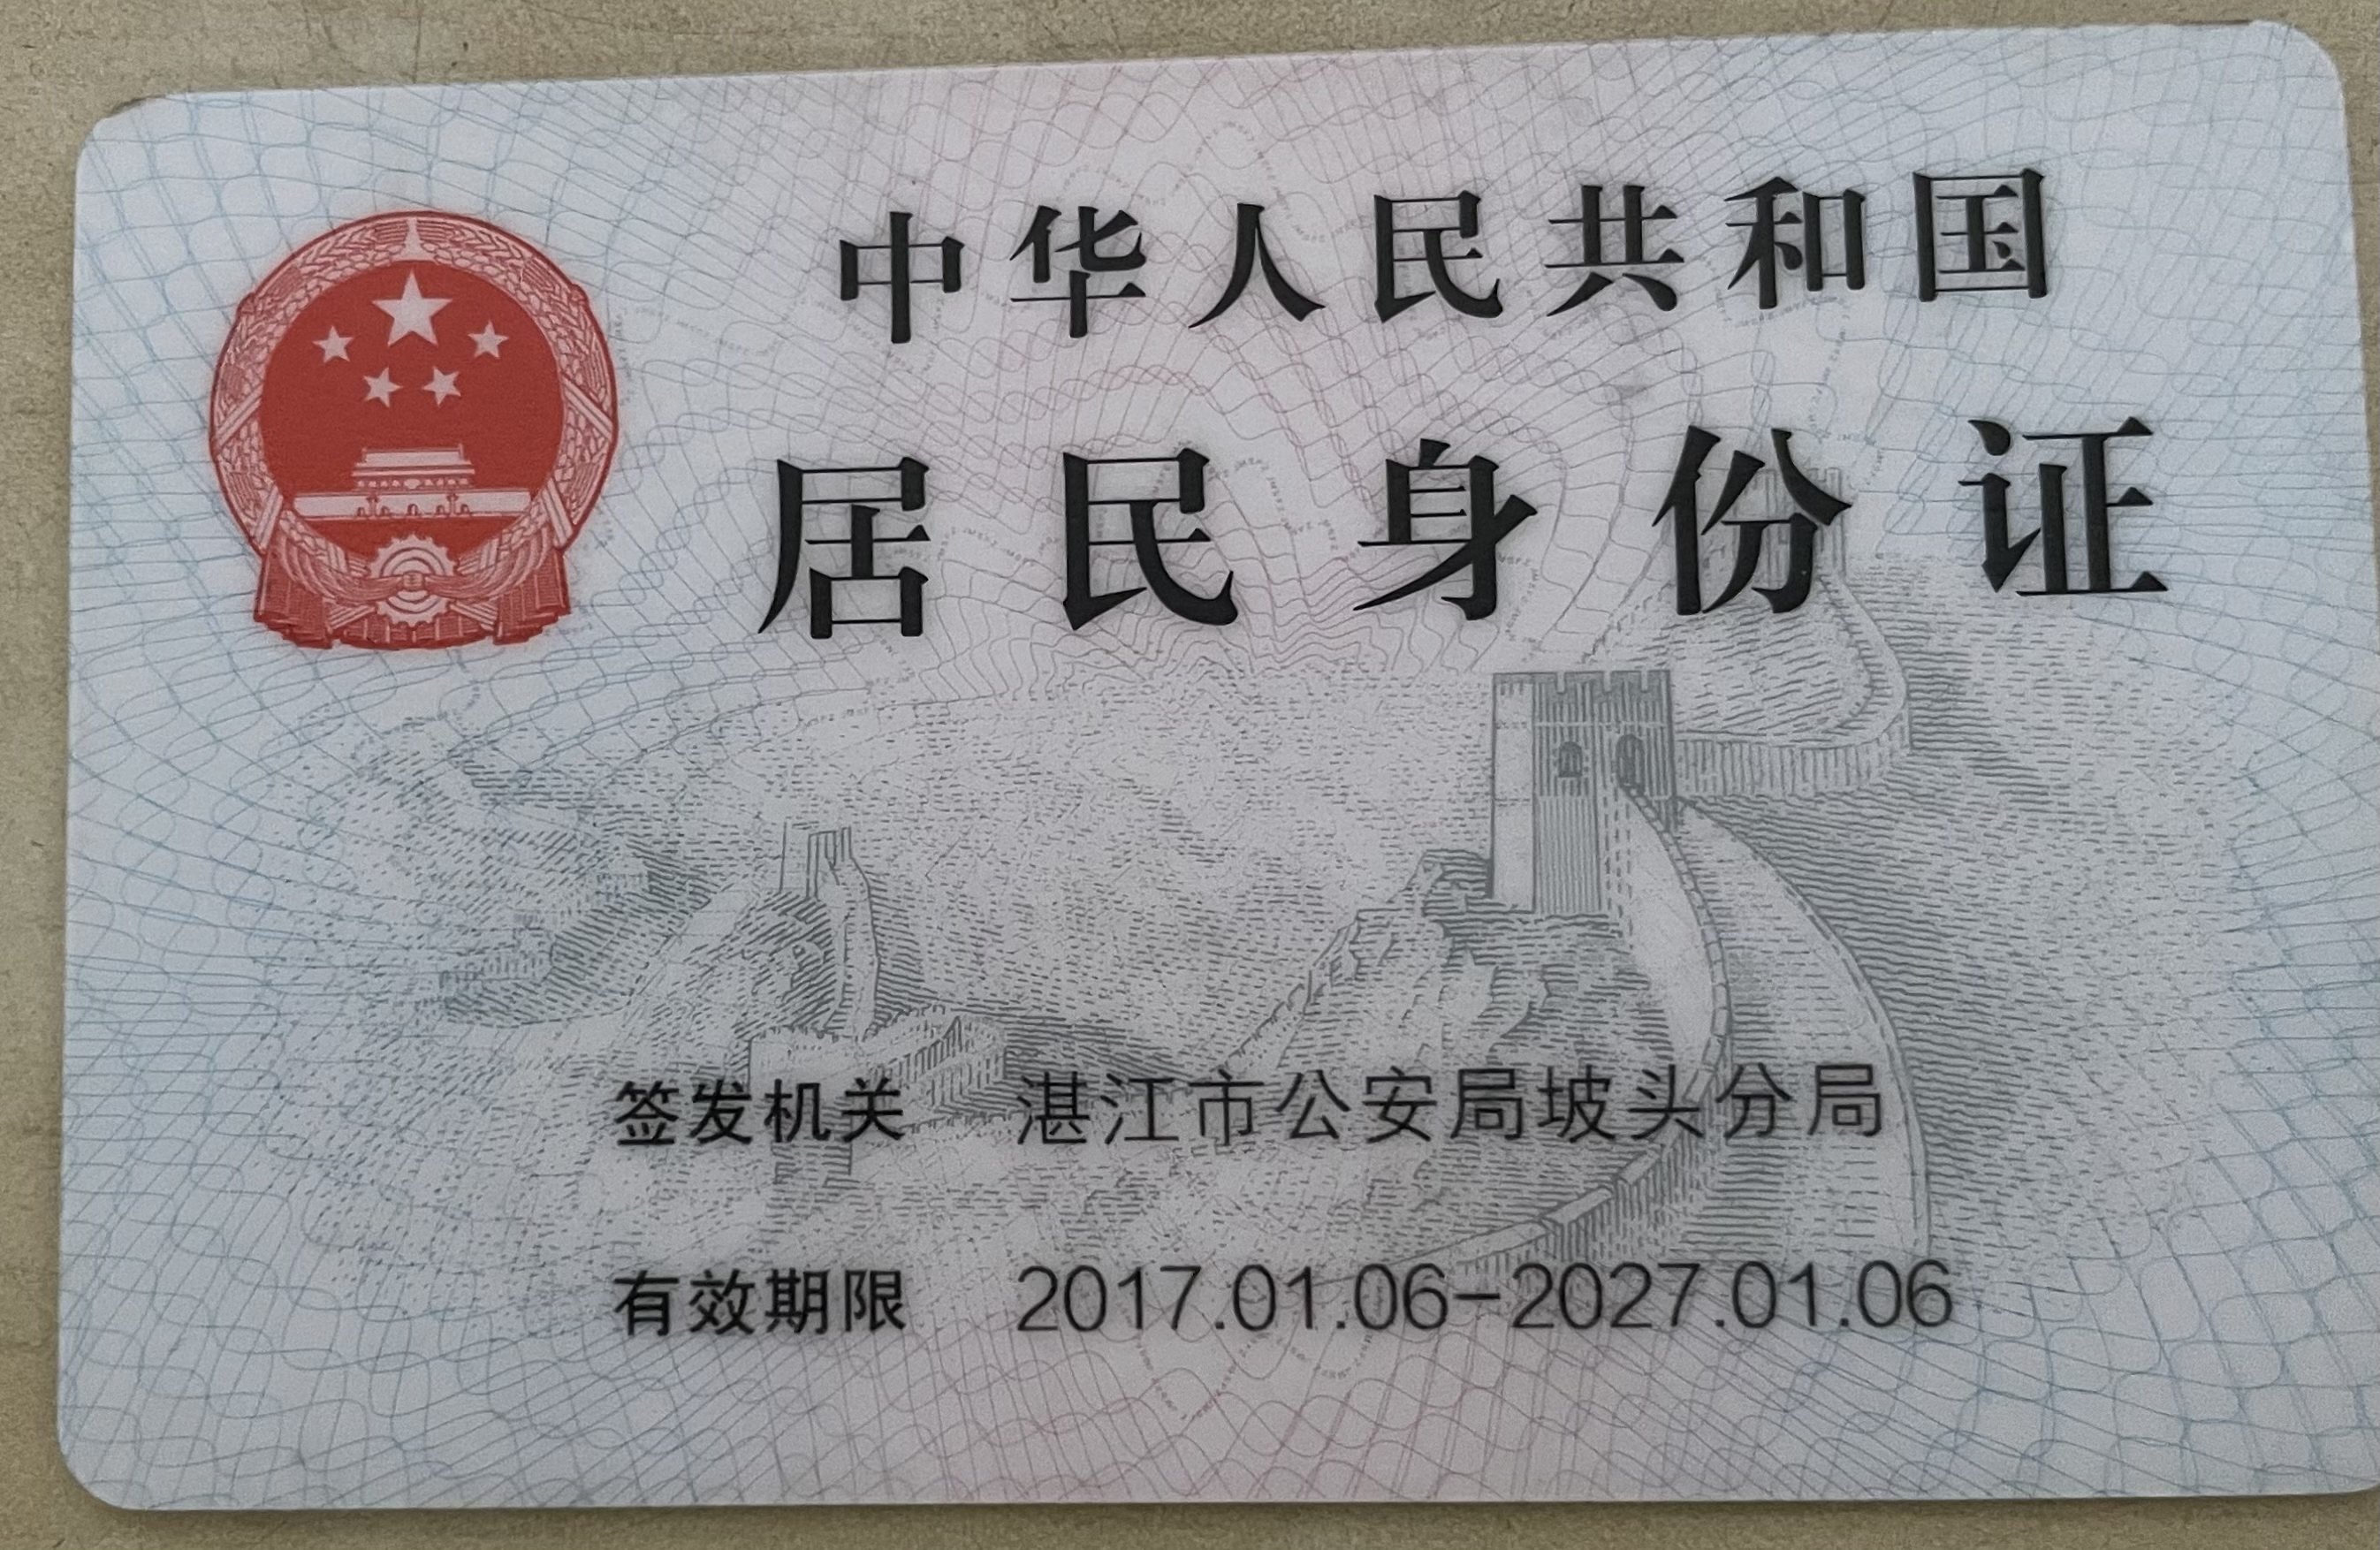 中华人民共和国
居民身份证
签发机关 湛江市公安局坡头分局
有效期限 2017.01.06-2027.01.06